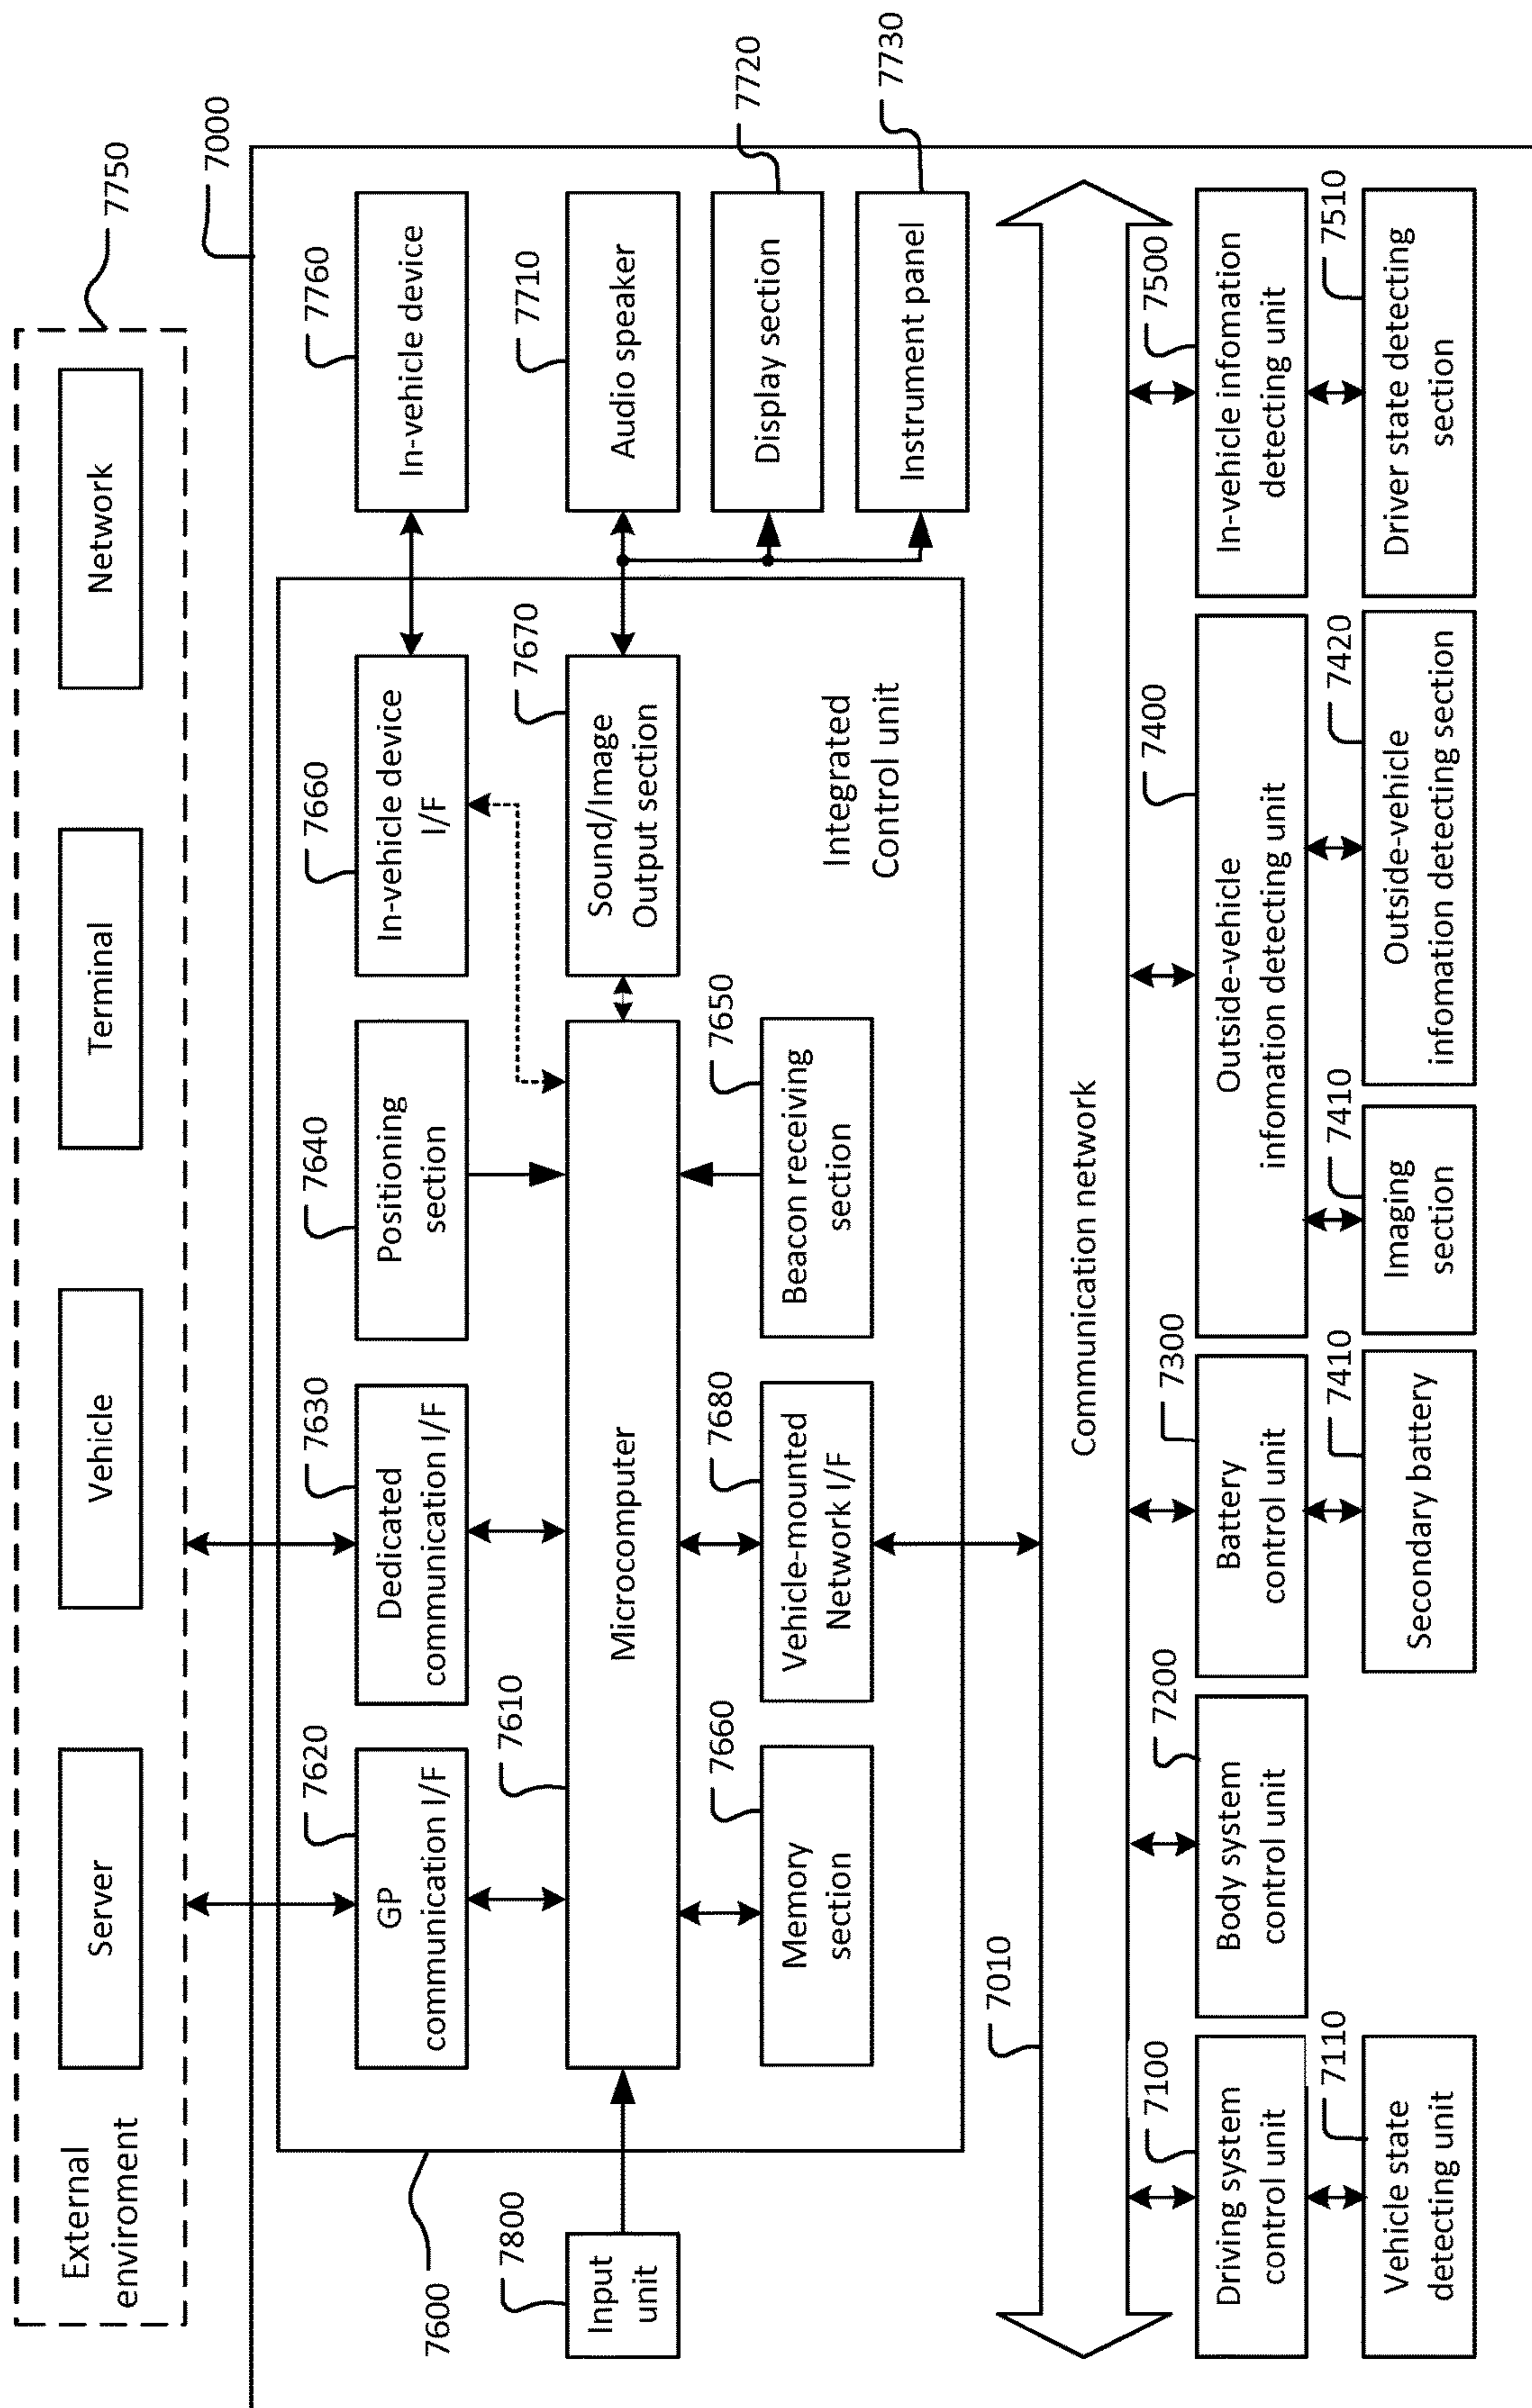 7750
External
enviroment
Server
Vehicle
Terminal
Network
7000
7600
7620
GP
communication I/F
7630
Dedicated
communication I/F
7640
Positioning
section
7660
In-vehicle device
I/F
7760
In-vehicle device
7800
Input
unit
7610
Microcomputer
7670
Sound/Image
Output section
7710
Audio speaker
7720
Display section
7730
Instrument panel
7660
Memory
section
7680
Vehicle-mounted
Network I/F
7650
Beacon receiving
section
Integrated
Control unit
7010
Communication network
7100
Driving system
control unit
7200
Body system
control unit
7300
Battery
control unit
7400
Outside-vehicle
infomation detecting unit
7500
In-vehicle infomation
detecting unit
7110
Vehicle state
detecting unit
7410
Secondary battery
7410
Imaging
section
7420
Outside-vehicle
infomation detecting section
7510
Driver state detecting
section